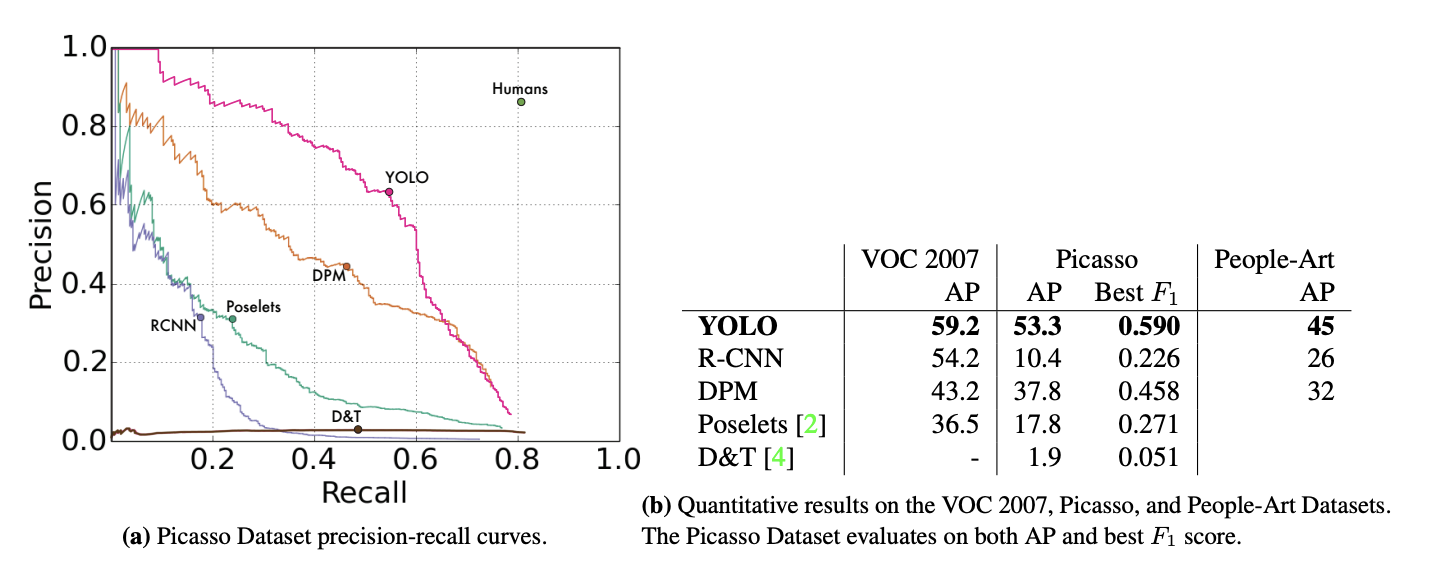 1.0
0.8
0.6
0.4
0.2
0.0
Precision
Humans
YOLO
DPM
Poselets
RCNN
D&T
0.2 0.4 0.6 0.8 1.0
Recall
(a) Picasso Dataset precision-recall curves.
VOC 2007 Picasso People-Art
AP AP Best F1 AP
YOLO 59.2 53.3 0.590 45
R-CNN 54.2 10.4 0.226 26
DPM 43.2 37.8 0.458 32
Poselets [2] 36.5 17.8 0.271
D&T [4] - 1.9 0.051
(b) Quantitative results on the VOC 2007, Picasso, and People-Art Datasets.
The Picasso Dataset evaluates on both AP and best F1 score.